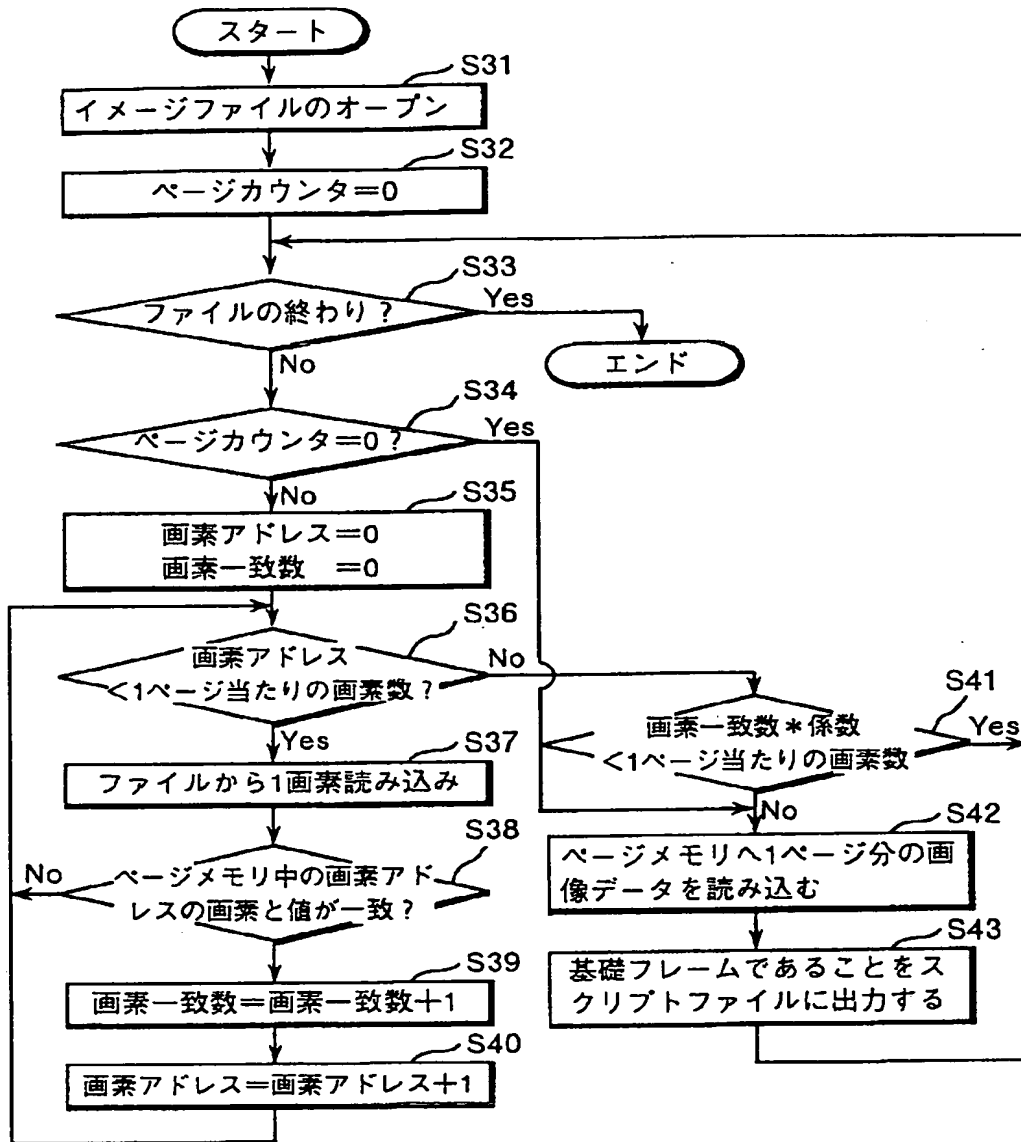 スタート
S31
イメージファイルのオープン
S32
ページカウンタ=0
S33
ファイルの終わり?
Yes
エンド
No
S34
ページカウンタ=0?
Yes
No
S35
画素アドレス=0
画素一致数 =0
S36
画素アドレス
<1ページ当たりの画素数?
No
Yes
S41
画素一致数*係数
<1ページ当たりの画素数
Yes
No
S37
ファイルから1画素読み込み
S38
ページメモリ中の画素アド
レスの画素と値が一致?
No
S42
ページメモリへ1ページ分の画
像データを読み込む
S39
画素一致数=画素一致数+1
S43
基礎フレームであることをス
クリプトファイルに出力する
S40
画素アドレス=画素アドレス+1